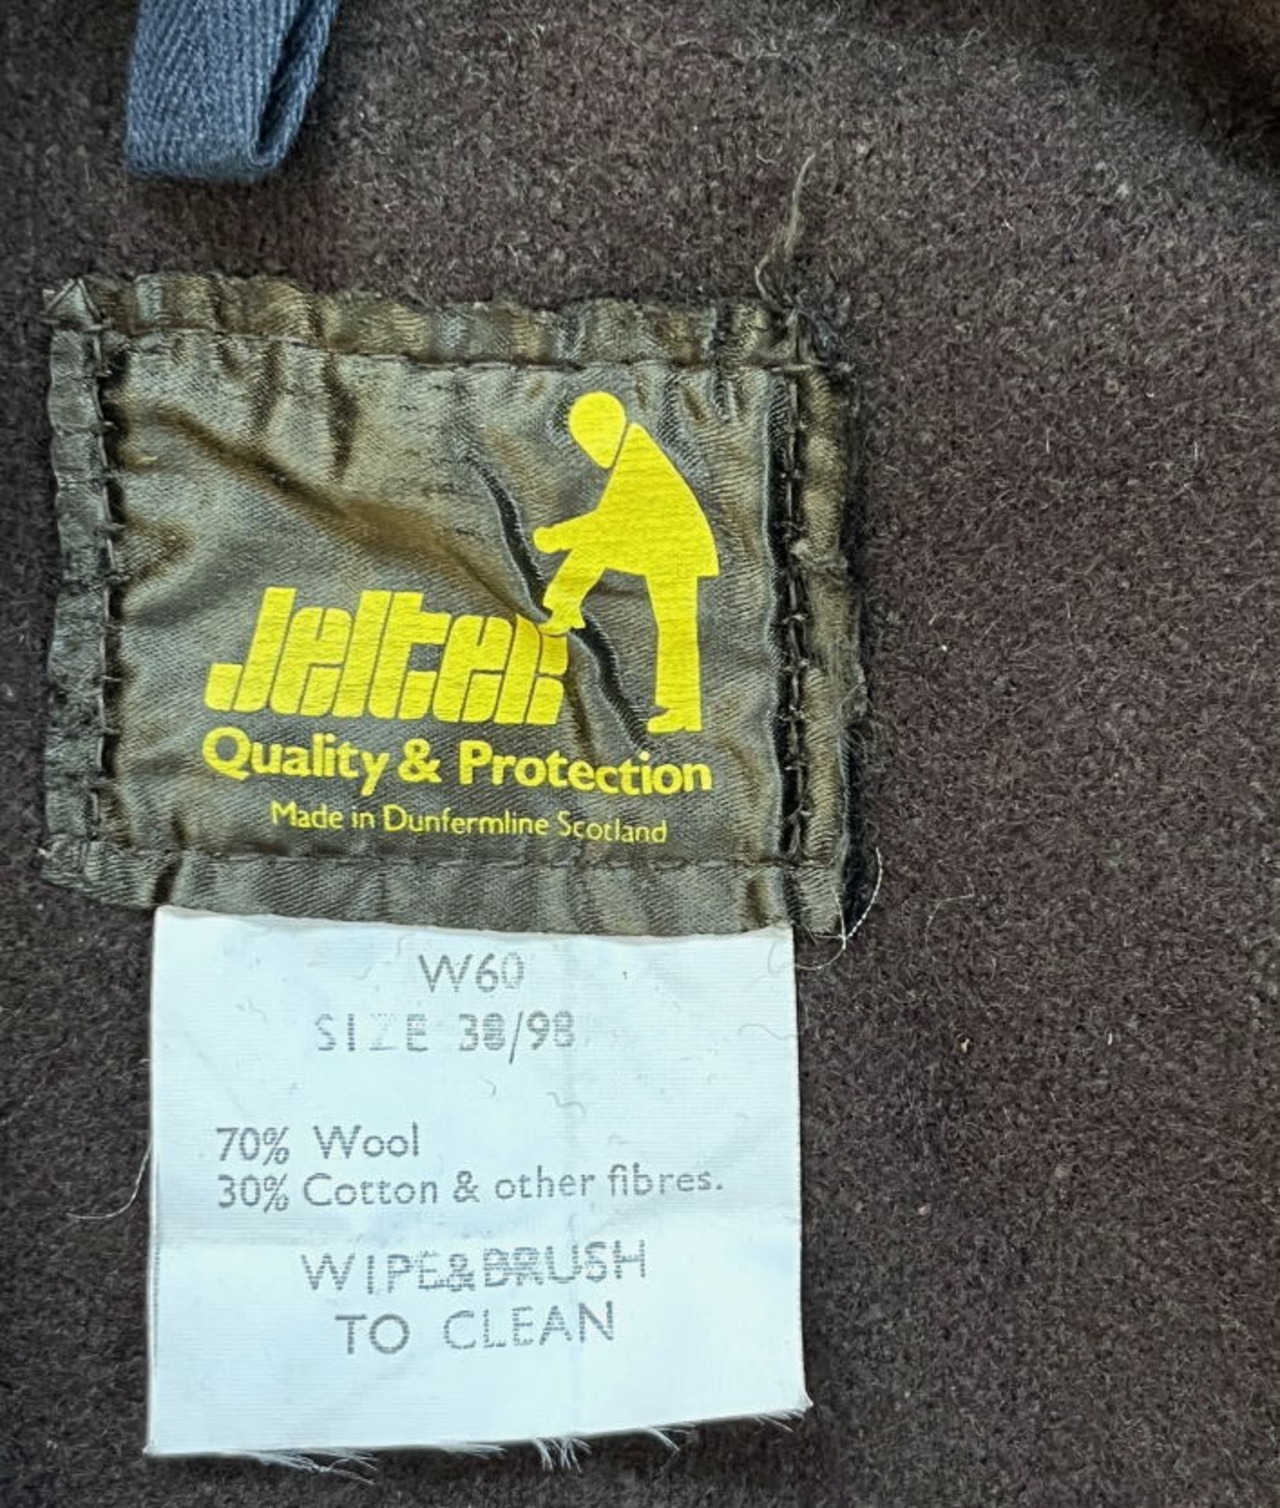 Jeltek
Quality & Protection
Made in Dunfermline Scotland
W60
SIZE 38/98
70% Wool
30% Cotton & other fibres.
WIPE&BRUSH
TO CLEAN